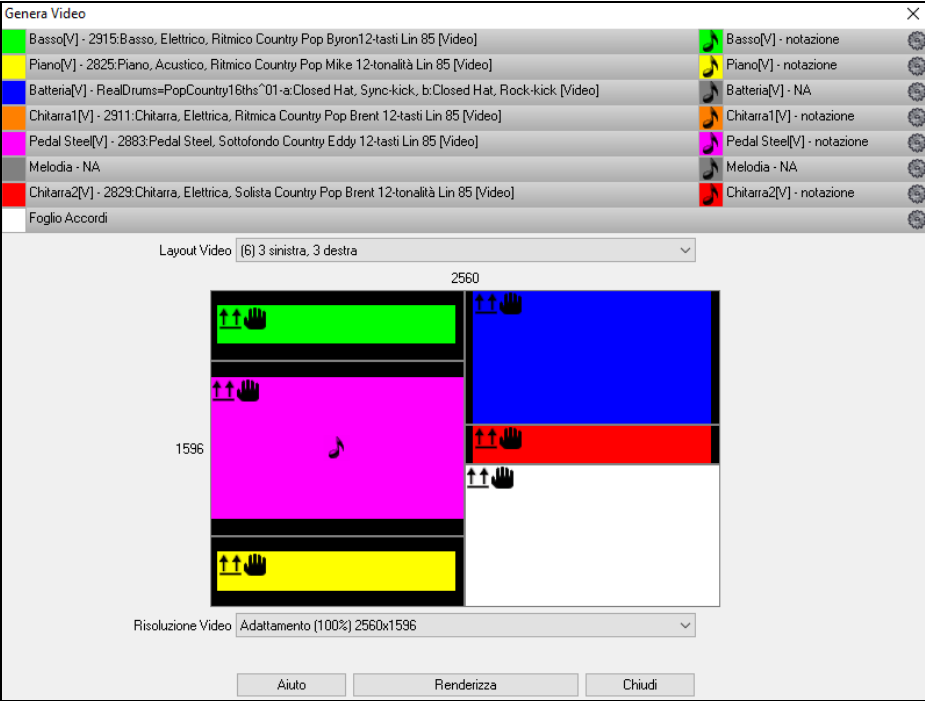 Genera Video
Basso[V] - 2915:Basso, Elettrico, Ritmico Country Pop Byron12-tasti Lin 85 [Video] Basso[V] - notazione
Piano[V] - 2825:Piano, Acustico, Ritmico Country Pop Mike 12-tonalità Lin 85 [Video] Piano[V] - notazione
Batteria[V] - RealDrums=PopCountry16ths^01-a:Closed Hat, Sync-kick, b:Closed Hat, Rock-kick [Video] Batteria[V] - NA
Chitarra1[V] - 2911:Chitarra, Elettrica, Ritmica Country Pop Brent 12-tasti Lin 85 [Video] Chitarra1[V] - notazione
Pedal Steel[V] - 2883:Pedal Steel, Sottofondo Country Eddy 12-tasti Lin 85 [Video] Pedal Steel[V] - notazione
Melodia - NA Melodia - NA
Chitarra2[V] - 2829:Chitarra, Elettrica, Solista Country Pop Brent 12-tonalità Lin 85 [Video] Chitarra2[V] - notazione
Foglio Accordi
Layout Video (6) 3 sinistra, 3 destra
2560
1596
Risoluzione Video Adattamento (100%) 2560x1596
Aiuto Renderizza Chiudi